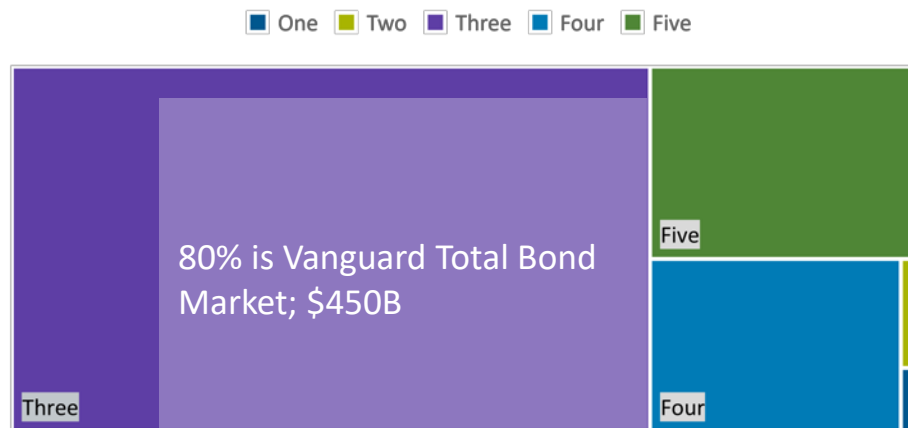 One Two Three Four Five
Five
80% is Vanguard Total Bond
Market; $450B
Three
Four